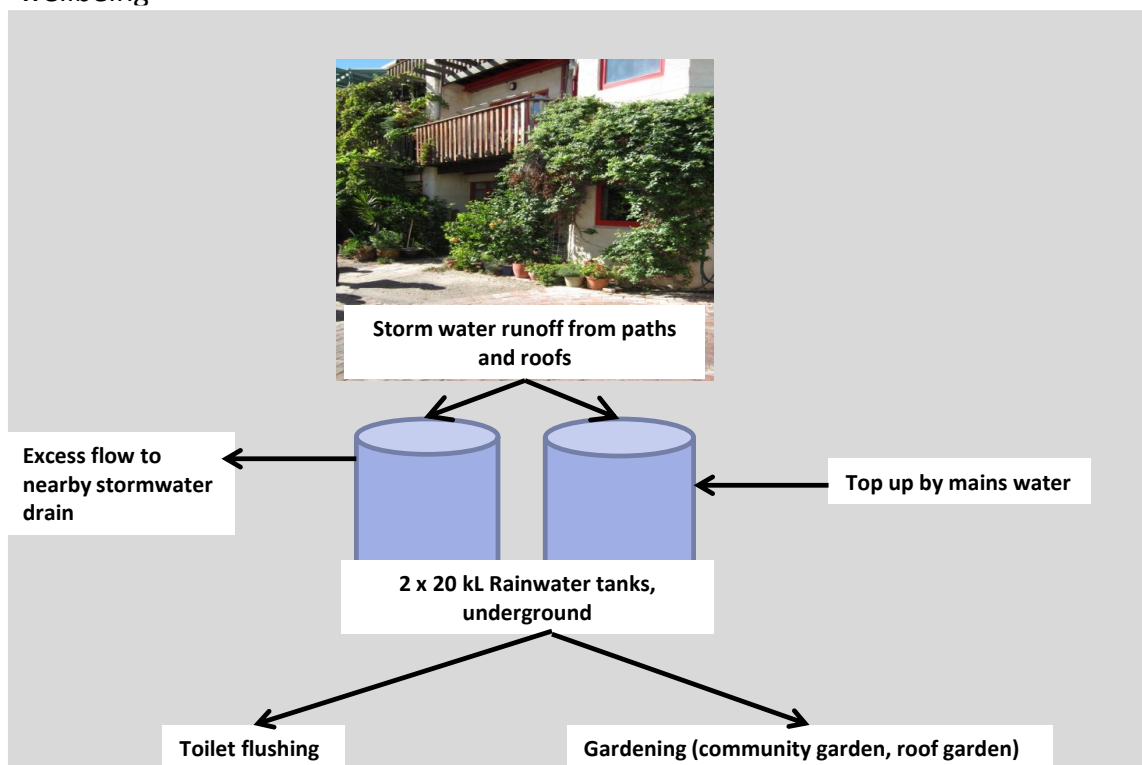 Wellbeing
Storm water runoff from paths
and roofs
Excess flow to
nearby stormwater
drain
Top up by mains water
2 x 20 kL Rainwater tanks,
underground
Toilet flushing
Gardening (community garden, roof garden)